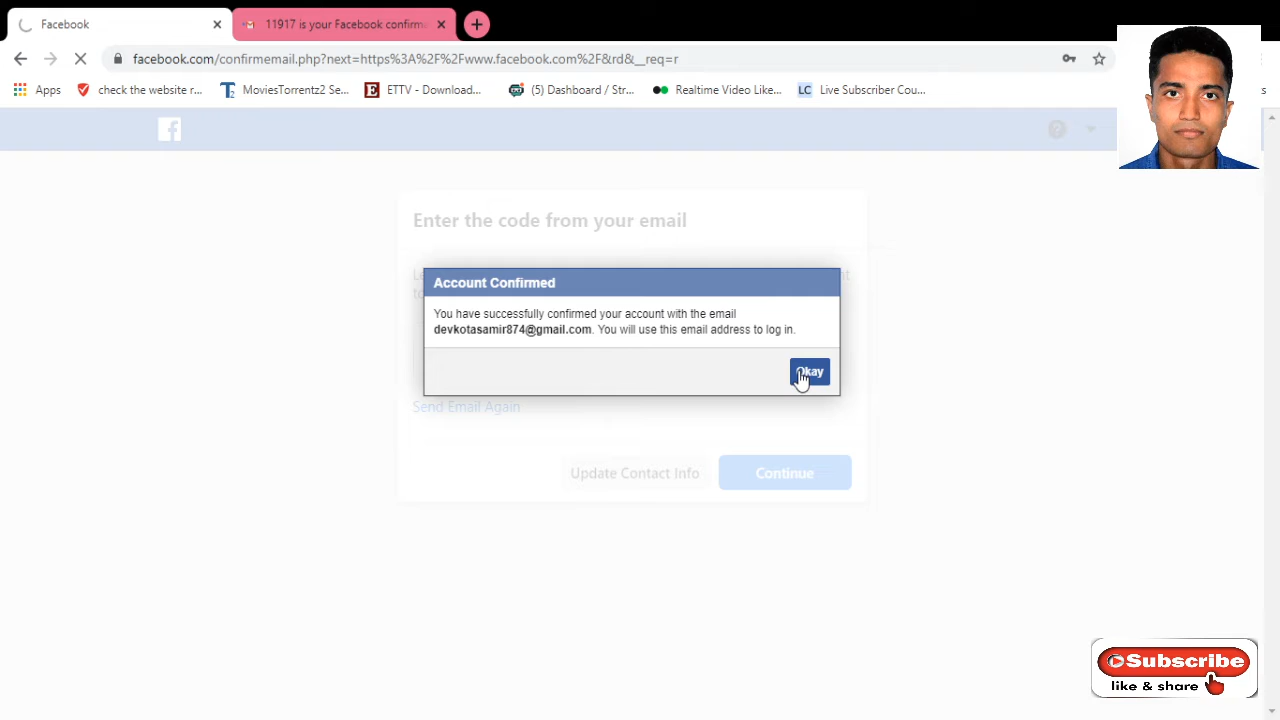 Facebook
11917 is your Facebook confirm
facebook.com/confirmemail.php?next=https%3A%2F%2Fwww.facebook.com%2F&rd&__req=r
Apps
check the website r...
MoviesTorrentz2 Se...
ETTV - Download...
(5) Dashboard / Str...
Realtime Video Like...
LC Live Subscriber Cou...
Enter the code from your email
Account Confirmed
You have successfully confirmed your account with the email
devkotasamir874@gmail.com. You will use this email address to log in.
Okay
Send Email Again
Update Contact Info
Continue
Subscribe
like & share